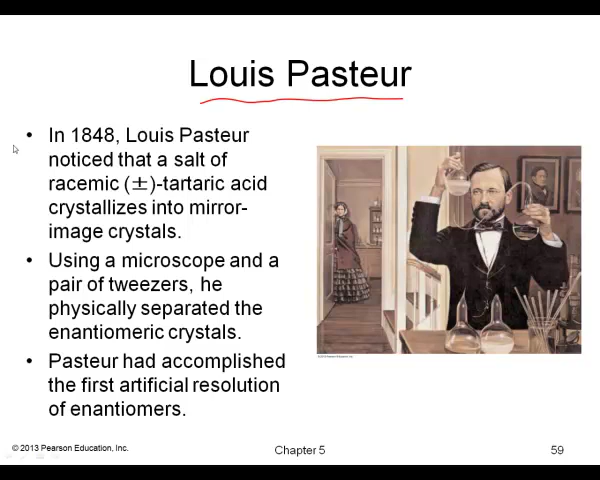 Louis Pasteur
• In 1848, Louis Pasteur
noticed that a salt of
racemic (±)-tartaric acid
crystallizes into mirror-
image crystals.
• Using a microscope and a
pair of tweezers, he
physically separated the
enantiomeric crystals.
• Pasteur had accomplished
the first artificial resolution
of enantiomers.
© 2013 Pearson Education, Inc.
Chapter 5
59